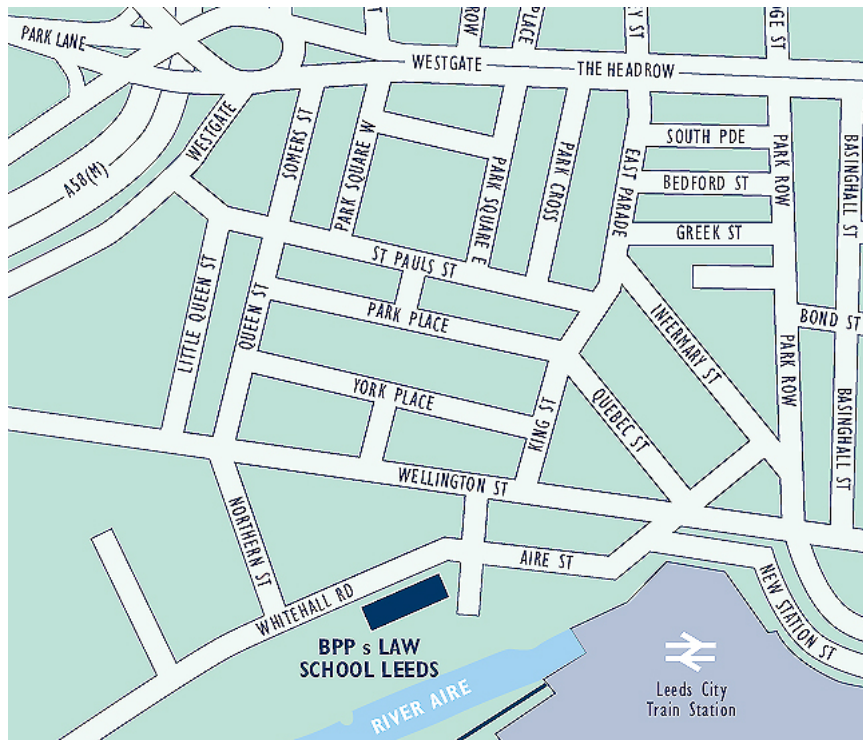 PARK LANE
ROW
PLACE
WESTGATE
THE HEADROW
A58(M)
WESTGATE
SOMERS ST
PARK SQUARE W
PARK SQUARE E
PARK CROSS
EAST PARADE
SOUTH PDE
BEDFORD ST
GREEK ST
PARK ROW
BASINGHALL ST
ST PAULS ST
PARK PLACE
LITTLE QUEEN ST
QUEEN ST
INFERMARY ST
BOND ST
PARK ROW
BASINGHALL ST
YORK PLACE
KING ST
QUEBEC ST
WELLINGTON ST
NORTHERN ST
AIRE ST
WHITEHALL RD
NEW STATION ST
BPP s LAW
SCHOOL LEEDS
RIVER AIRE
Leeds City
Train Station